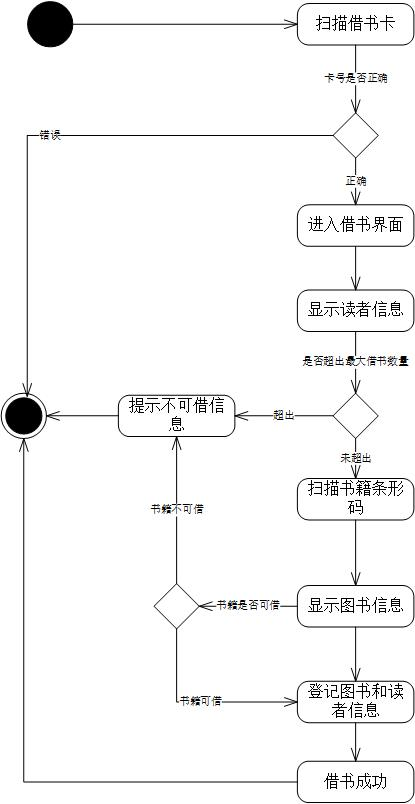 扫描借书卡
卡号是否正确
错误
正确
进入借书界面
显示读者信息
是否超出最大借书数量
提示不可借信
息
超出
未超出
扫描书籍条形
码
书籍不可借
书籍是否可借
显示图书信息
书籍可借
登记图书和读
者信息
借书成功